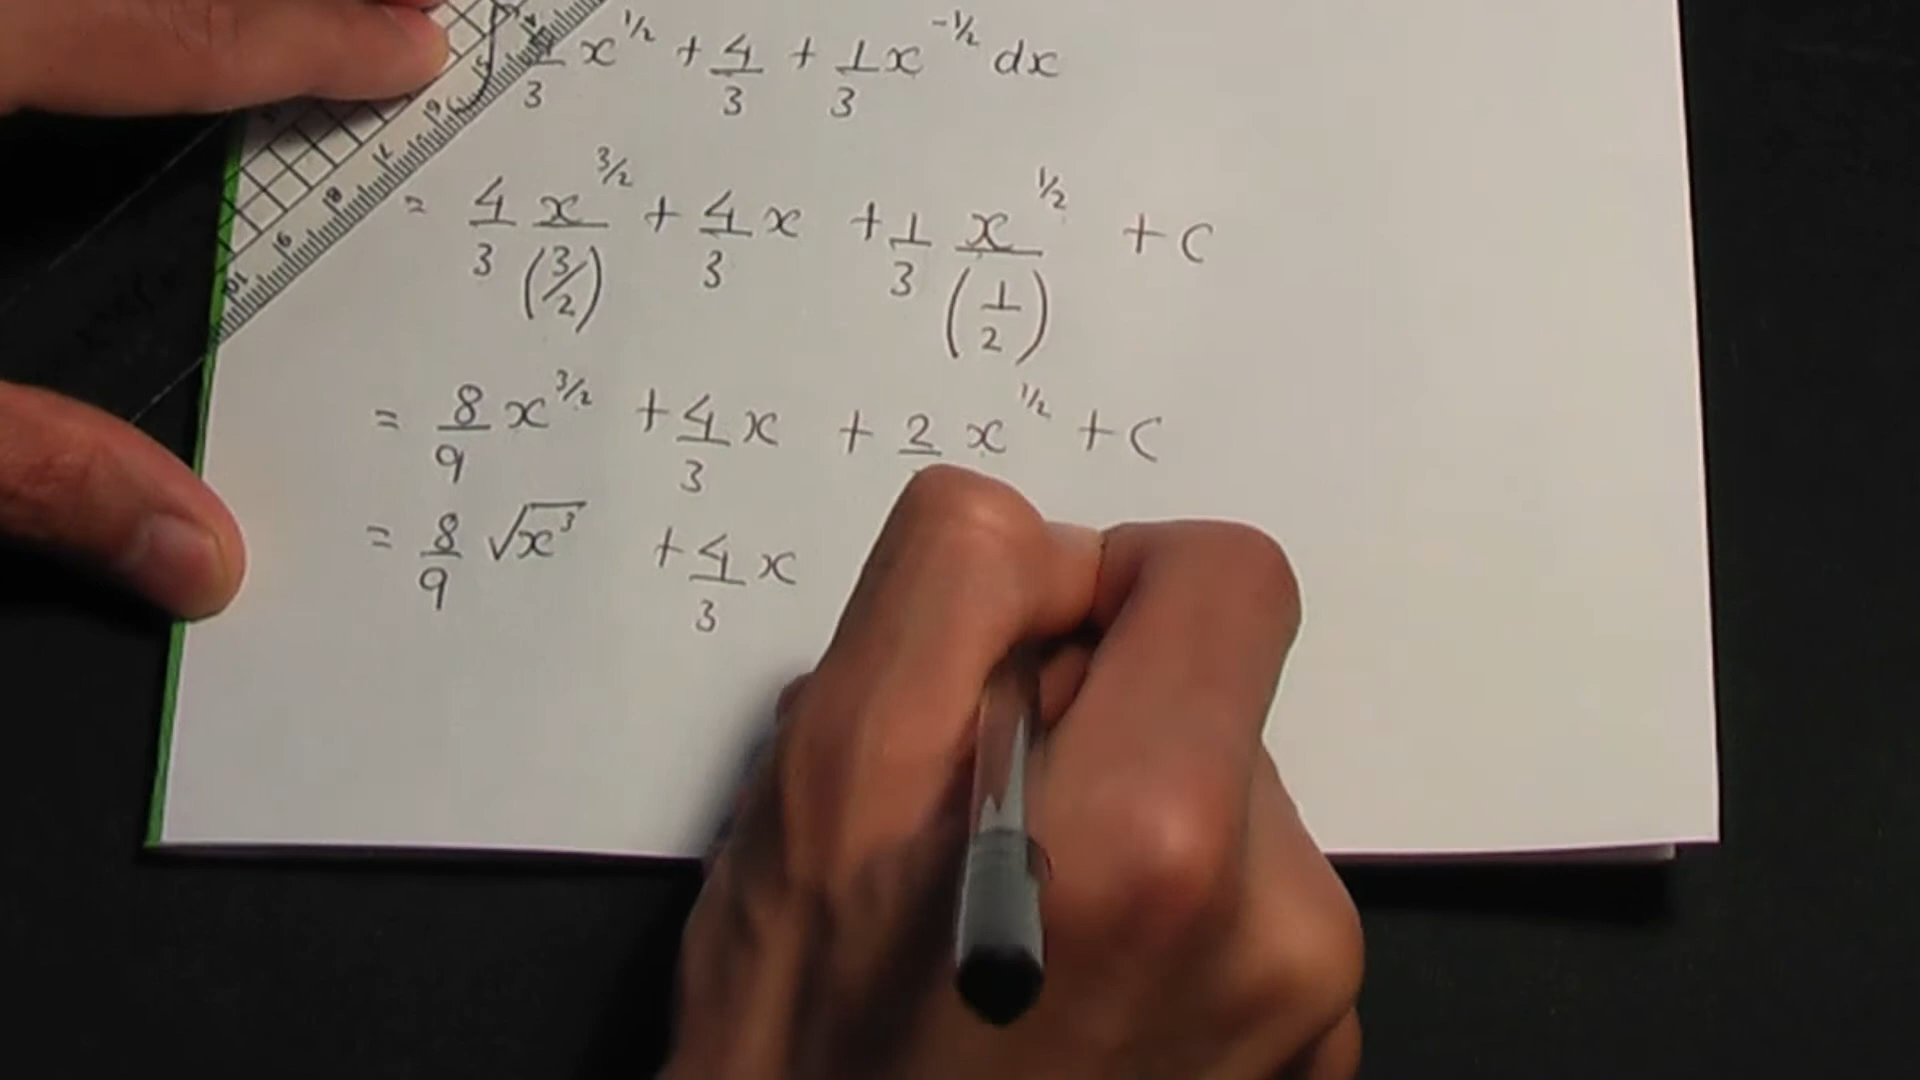 ∫ 4/3 x^1/2 + 4/3 + 1/3 x^-1/2 dx
= 4/3 x^3/2/(3/2) + 4/3 x + 1/3 x^1/2/(1/2) + C
= 8/9 x^3/2 + 4/3 x + 2 x^1/2 + C
= 8/9 √x^3 + 4/3 x